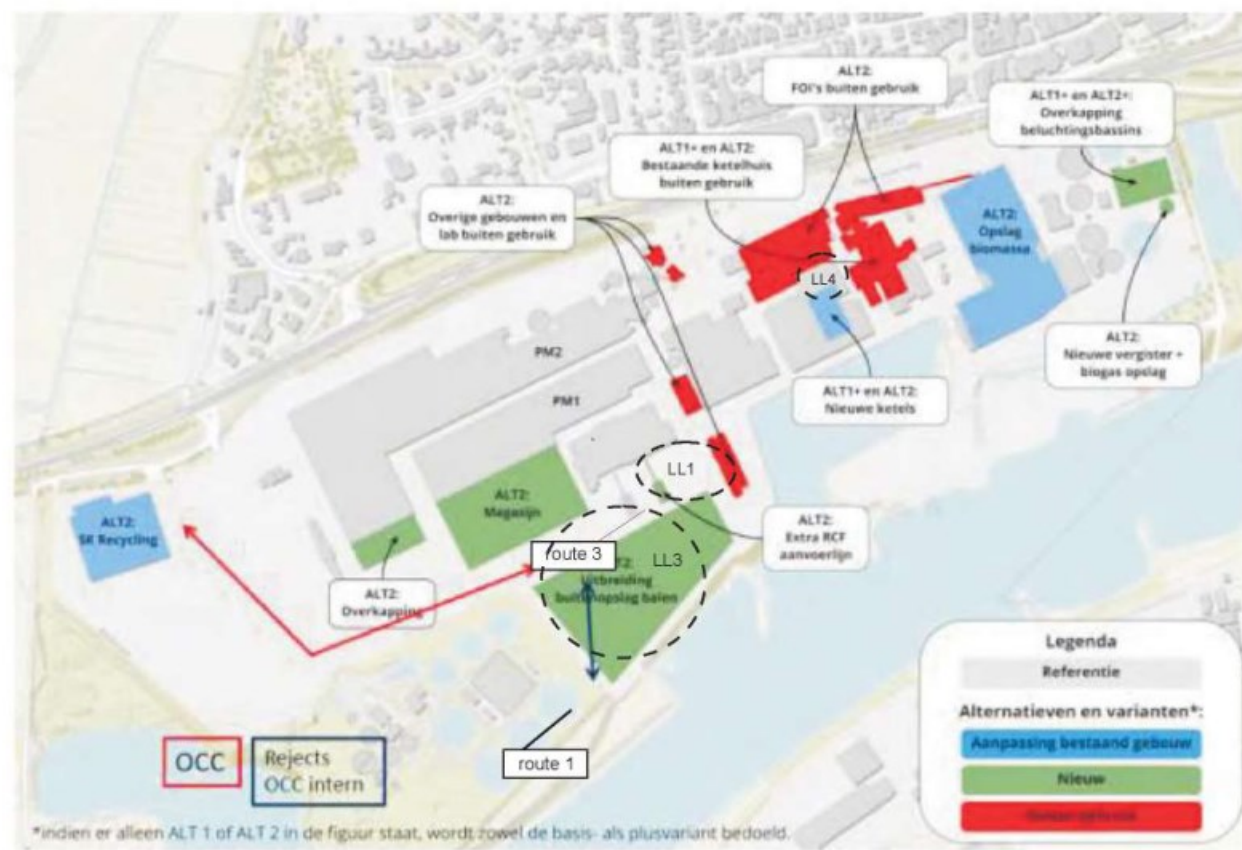 ALT2:
FOI's buiten gebruik
ALT1+ en ALT2+:
Overkapping
beluchtingsbassins
ALT1+ en ALT2:
Bestaande ketelhuis
buiten gebruik
ALT2:
Overige gebouwen en
lab buiten gebruik
ALT2:
Opslag
biomassa
LL4
PM2
PM1
ALT2:
Nieuwe vergister +
biogas opslag
ALT1+ en ALT2:
Nieuwe ketels
LL1
ALT2:
Magazijn
ALT2:
SK Recycling
ALT2:
Extra RCF
aanvoerlijn
route 3
LL3
Uitbreiding
balen
ALT2:
Overkapping
Legenda
Referentie
Alternatieven en varianten*:
Aanpassing bestaand gebouw
Nieuw
route 1
OCC
Rejects
OCC intern
*indien er alleen ALT 1 of ALT 2 in de figuur staat, wordt zowel de basis- als plusvariant bedoeld.